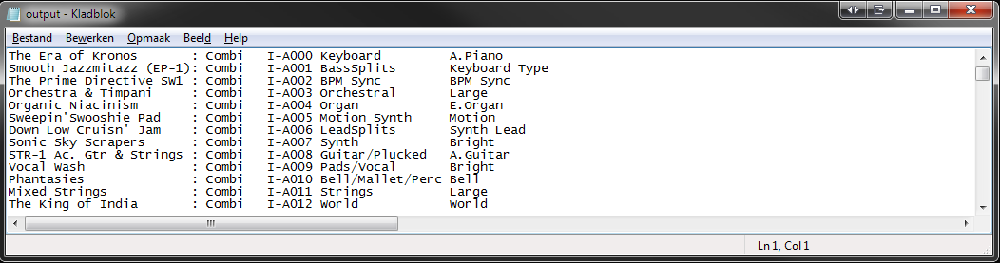 output - Kladblok
Bestand Bewerken Opmaak Beeld Help
The Era of Kronos : Combi I-A000 Keyboard A.Piano
Smooth Jazzmitazz (EP-1): Combi I-A001 BassSplits Keyboard Type
The Prime Directive SW1 : Combi I-A002 BPM Sync BPM Sync
Orchestra & Timpani : Combi I-A003 Orchestral Large
Organic Niacinism : Combi I-A004 Organ E.Organ
Sweepin'Swooshie Pad : Combi I-A005 Motion Synth Motion
Down Low Cruisn' Jam : Combi I-A006 LeadSplits Synth Lead
Sonic Sky Scrapers : Combi I-A007 Synth Bright
STR-1 Ac. Gtr & Strings : Combi I-A008 Guitar/Plucked A.Guitar
Vocal Wash : Combi I-A009 Pads/Vocal Bright
Phantasies : Combi I-A010 Bell/Mallet/Perc Bell
Mixed Strings : Combi I-A011 Strings Large
The King of India : Combi I-A012 World World
Ln 1, Col 1